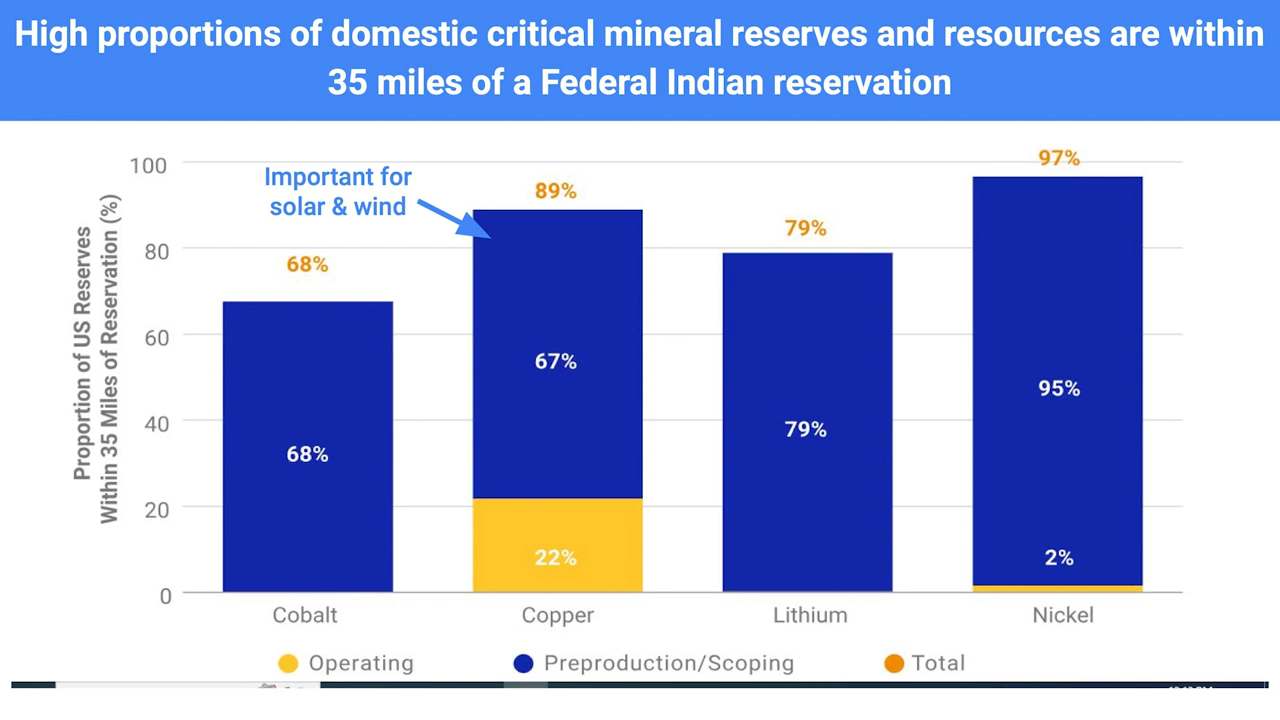 High proportions of domestic critical mineral reserves and resources are within
35 miles of a Federal Indian reservation
Proportion of US Reserves
Within 35 Miles of Reservation (%)
100
80
60
40
20
0
Important for
solar & wind
68%
68%
89%
67%
22%
79%
79%
97%
95%
2%
Cobalt
Copper
Lithium
Nickel
Operating
Preproduction/Scoping
Total